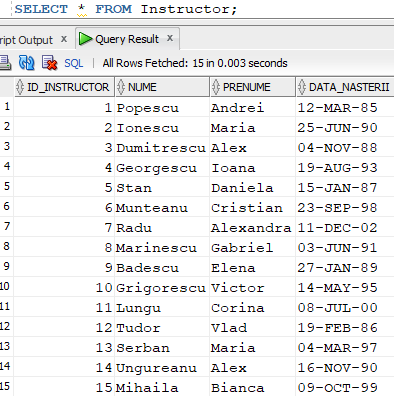 SELECT * FROM Instructor;
ript Output x Query Result x
SQL | All Rows Fetched: 15 in 0.003 seconds
ID_INSTRUCTOR NUME PRENUME DATA_NASTERII
1 1 Popescu Andrei 12-MAR-85
2 2 Ionescu Maria 25-JUN-90
3 3 Dumitrescu Alex 04-NOV-88
4 4 Georgescu Ioana 19-AUG-93
5 5 Stan Daniela 15-JAN-87
6 6 Munteanu Cristian 23-SEP-98
7 7 Radu Alexandra 11-DEC-02
8 8 Marinescu Gabriel 03-JUN-91
9 9 Badescu Elena 27-JAN-89
10 10 Grigorescu Victor 14-MAY-95
11 11 Lungu Corina 08-JUL-00
12 12 Tudor Vlad 19-FEB-86
13 13 Serban Maria 04-MAR-97
14 14 Ungureanu Alex 16-NOV-90
15 15 Mihaila Bianca 09-OCT-99